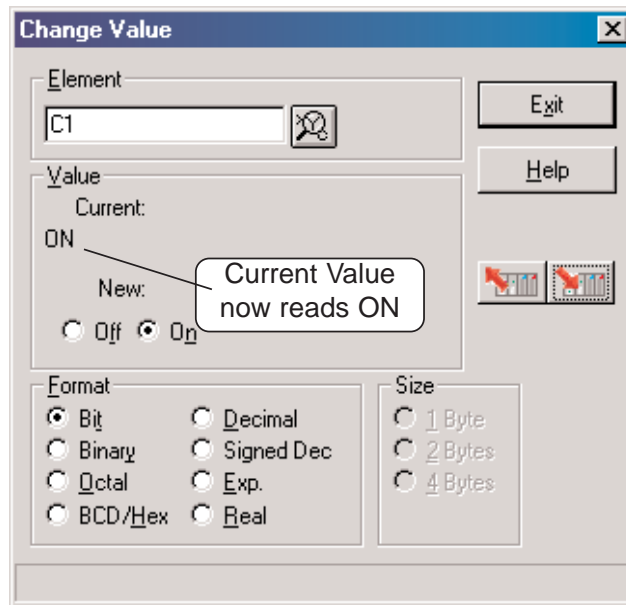 Change Value
Element
C1
Exit
Help
Value
Current:
ON
Current Value
now reads ON
New:
Off On
Format
Bit Decimal
Binary Signed Dec
Octal Exp.
BCD/Hex Real
Size
1 Byte
2 Bytes
4 Bytes